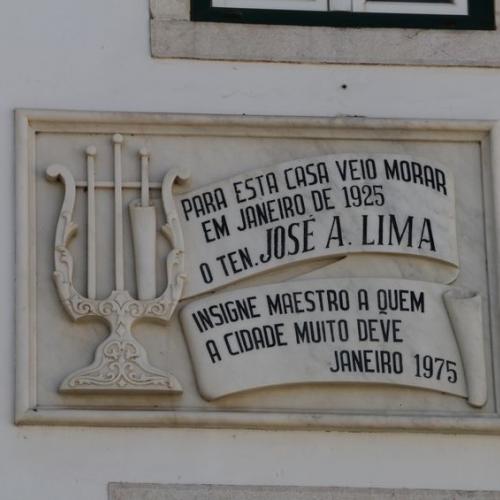 PARA ESTA CASA VEIO MORAR
EM JANEIRO DE 1925
O TEN. JOSÉ A. LIMA
INSIGNE MAESTRO A QUEM
A CIDADE MUITO DEVE
JANEIRO 1975